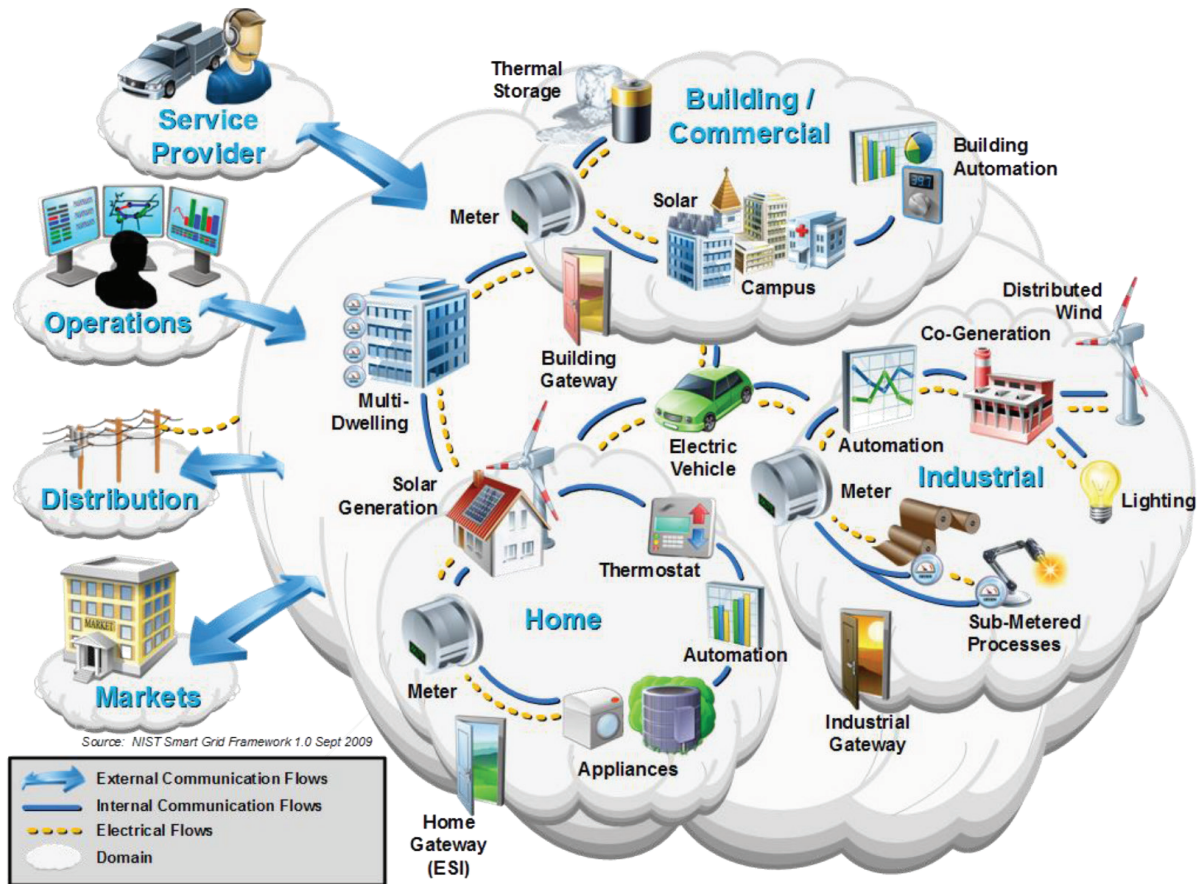 Service
Provider
Operations
Distribution
MARKET
Markets
Source: NIST Smart Grid Framework 1.0 Sept 2009
External Communication Flows
Internal Communication Flows
Electrical Flows
Domain
Thermal
Storage
Building /
Commercial
Building
Automation
Meter
Solar
Campus
Building
Gateway
Multi-
Dwelling
Electric
Vehicle
Distributed
Wind
Co-Generation
Automation
Industrial
Meter
Lighting
Sub-Metered
Processes
Industrial
Gateway
Solar
Generation
Thermostat
Home
Automation
Meter
Appliances
Home
Gateway
(ESI)